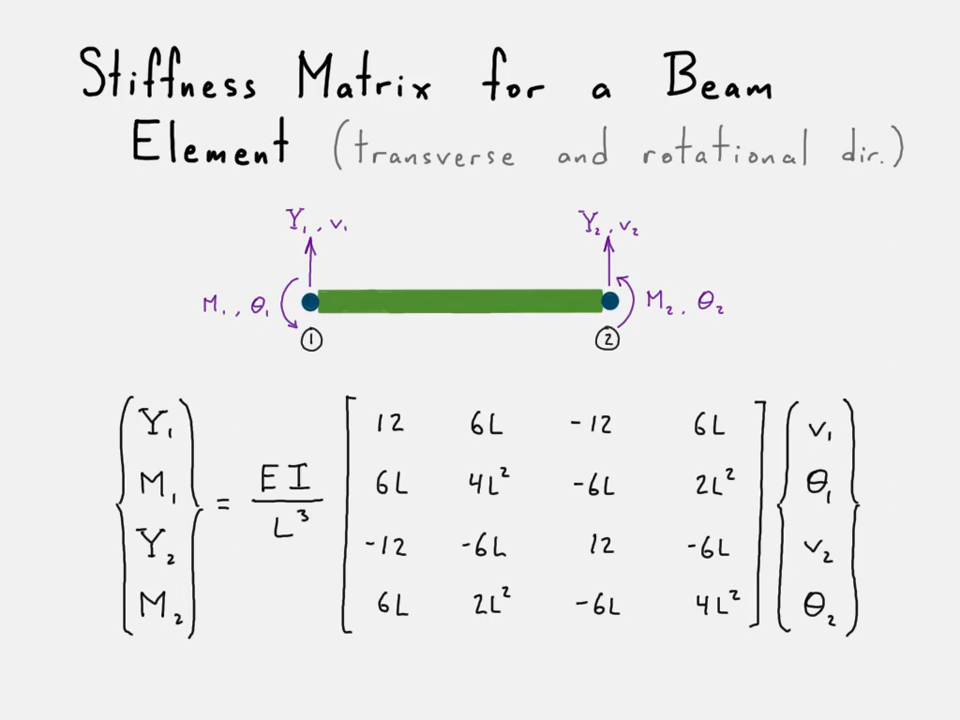 Stiffness Matrix for a Beam
Element (transverse and rotational dir.)
Y₁, v₁ Y₂, v₂
M₁, θ₁ M₂, θ₂
1 2
Y₁ 12 6L -12 6L v₁
M₁ 6L 4L² -6L 2L² θ₁
= EI/L³
Y₂ -12 -6L 12 -6L v₂
M₂ 6L 2L² -6L 4L² θ₂